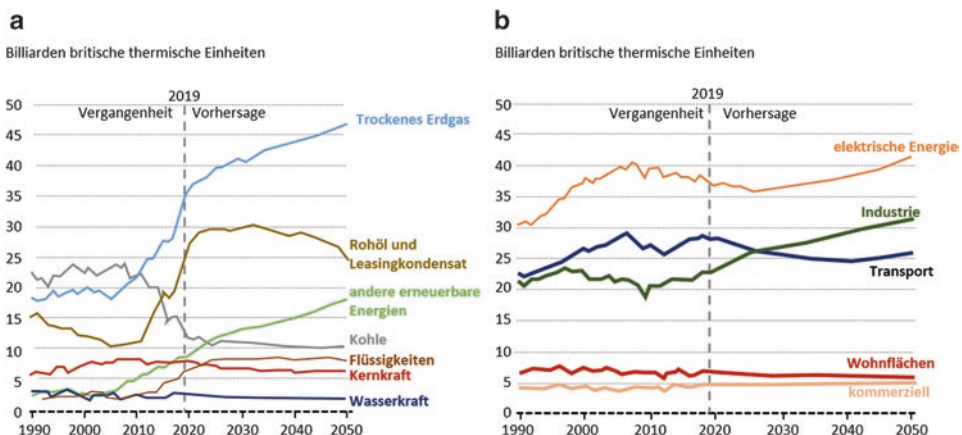 a
Billiarden britische thermische Einheiten
2019
Vergangenheit
Vorhersage
50
45
40
35
30
25
20
15
10
5
0
1990 2000 2010 2020 2030 2040 2050
Trockenes Erdgas
Rohöl und
Leasingkondensat
andere erneuerbare
Energien
Kohle
Flüssigkeiten
Kernkraft
Wasserkraft
b
Billiarden britische thermische Einheiten
2019
Vergangenheit
Vorhersage
50
45
40
35
30
25
20
15
10
5
0
1990 2000 2010 2020 2030 2040 2050
elektrische Energie
Industrie
Transport
Wohnflächen
kommerziell